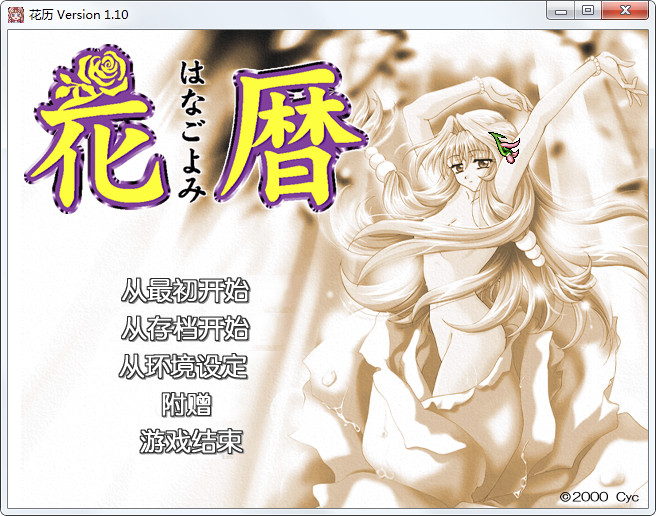 花历 Version 1.10
花暦
はなごよみ
从最初开始
从存档开始
从环境设定
附赠
游戏结束
©2000 Cyc